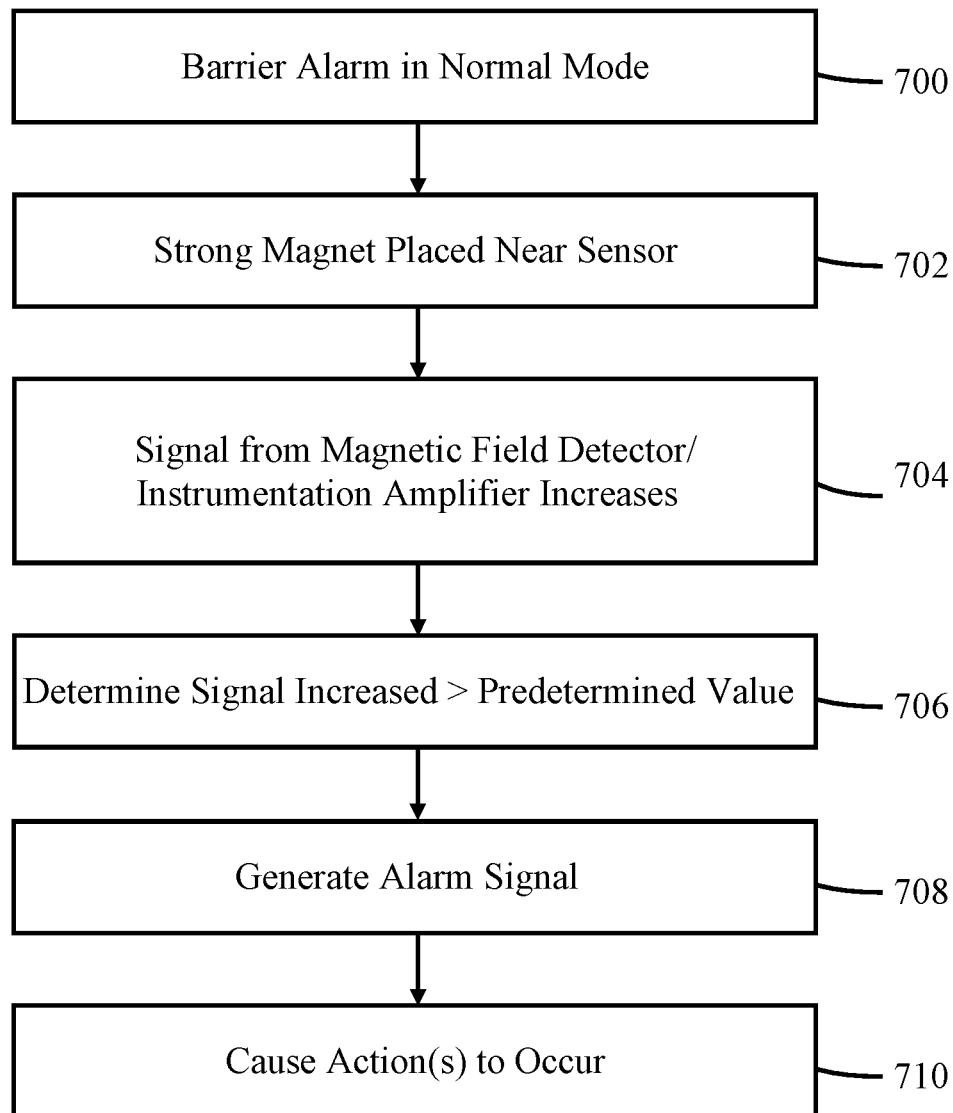 Barrier Alarm in Normal Mode
700
Strong Magnet Placed Near Sensor
702
Signal from Magnetic Field Detector/
Instrumentation Amplifier Increases
704
Determine Signal Increased > Predetermined Value
706
Generate Alarm Signal
708
Cause Action(s) to Occur
710